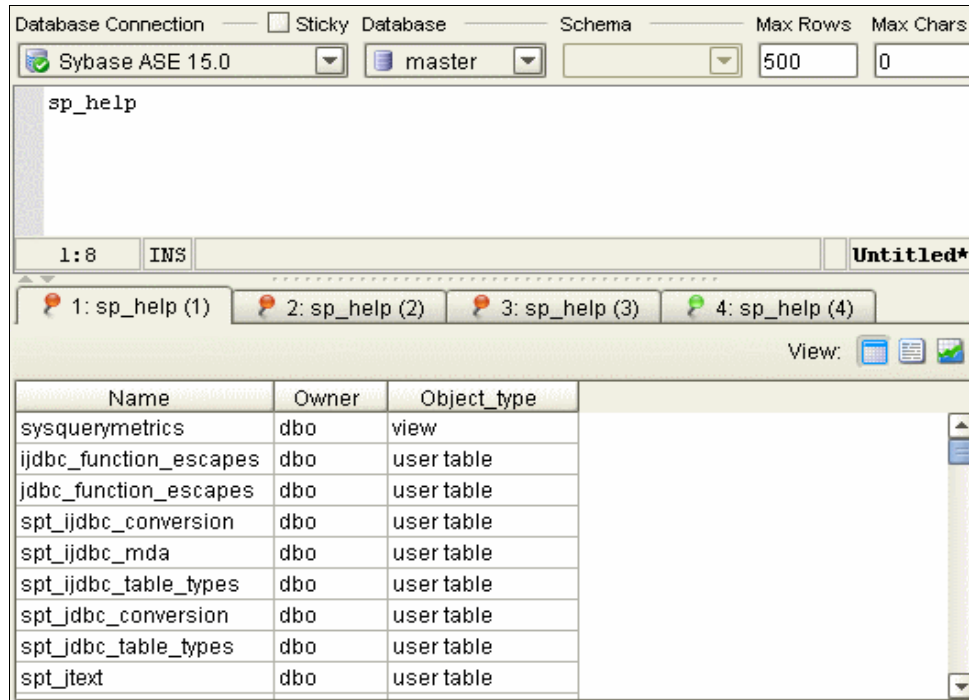 Database Connection Sticky Database Schema Max Rows Max Chars
Sybase ASE 15.0 master 500 0
sp_help
1:8 INS Untitled*
1: sp_help (1) 2: sp_help (2) 3: sp_help (3) 4: sp_help (4)
View:
Name Owner Object_type
sysquerymetrics dbo view
ijdbc_function_escapes dbo user table
jdbc_function_escapes dbo user table
spt_ijdbc_conversion dbo user table
spt_ijdbc_mda dbo user table
spt_ijdbc_table_types dbo user table
spt_jdbc_conversion dbo user table
spt_jdbc_table_types dbo user table
spt_jtext dbo user table